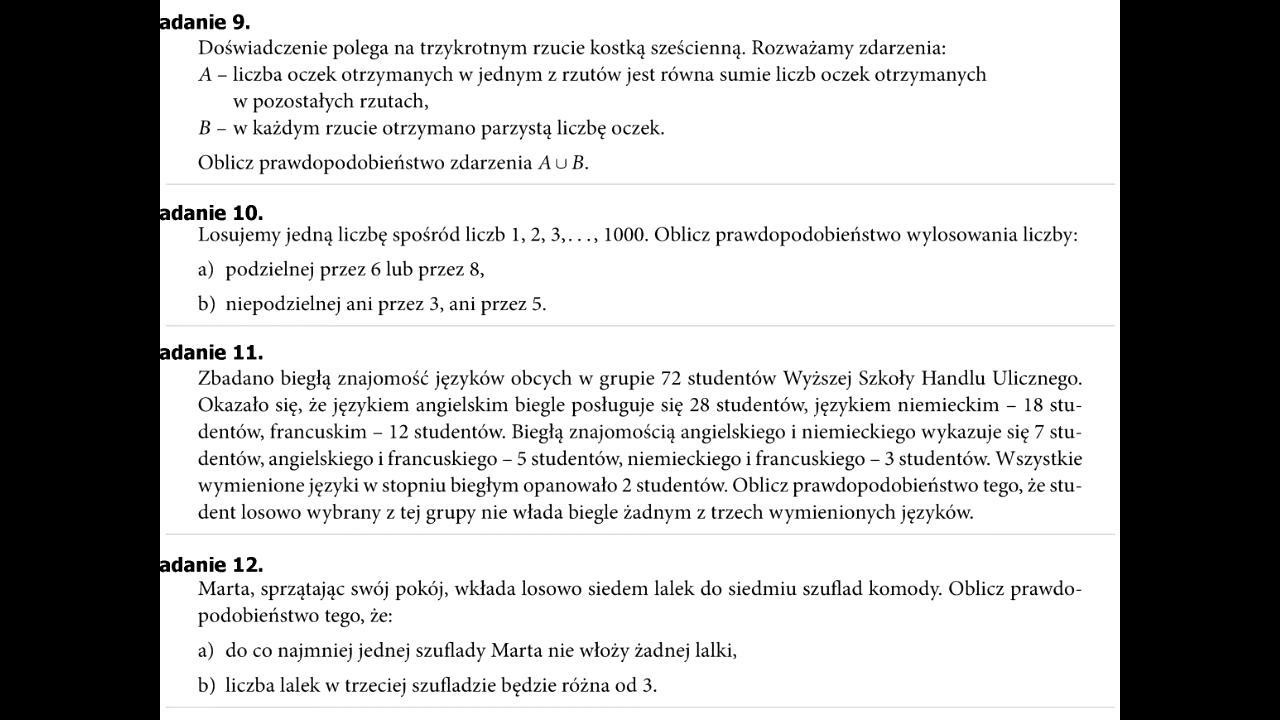 adanie 9.
Doświadczenie polega na trzykrotnym rzucie kostką sześcienną. Rozważamy zdarzenia:
A – liczba oczek otrzymanych w jednym z rzutów jest równa sumie liczb oczek otrzymanych
w pozostałych rzutach,
B – w każdym rzucie otrzymano parzystą liczbę oczek.
Oblicz prawdopodobieństwo zdarzenia A ∪ B.
adanie 10.
Losujemy jedną liczbę spośród liczb 1, 2, 3,. . ., 1000. Oblicz prawdopodobieństwo wylosowania liczby:
a) podzielnej przez 6 lub przez 8,
b) niepodzielnej ani przez 3, ani przez 5.
adanie 11.
Zbadano biegłą znajomość języków obcych w grupie 72 studentów Wyższej Szkoły Handlu Ulicznego.
Okazało się, że językiem angielskim biegle posługuje się 28 studentów, językiem niemieckim – 18 stu-
dentów, francuskim – 12 studentów. Biegłą znajomością angielskiego i niemieckiego wykazuje się 7 stu-
dentów, angielskiego i francuskiego – 5 studentów, niemieckiego i francuskiego – 3 studentów. Wszystkie
wymienione języki w stopniu biegłym opanowało 2 studentów. Oblicz prawdopodobieństwo tego, że stu-
dent losowo wybrany z tej grupy nie włada biegle żadnym z trzech wymienionych języków.
adanie 12.
Marta, sprzątając swój pokój, wkłada losowo siedem lalek do siedmiu szuflad komody. Oblicz prawdo-
podobieństwo tego, że:
a) do co najmniej jednej szuflady Marta nie włoży żadnej lalki,
b) liczba lalek w trzeciej szufladzie będzie różna od 3.